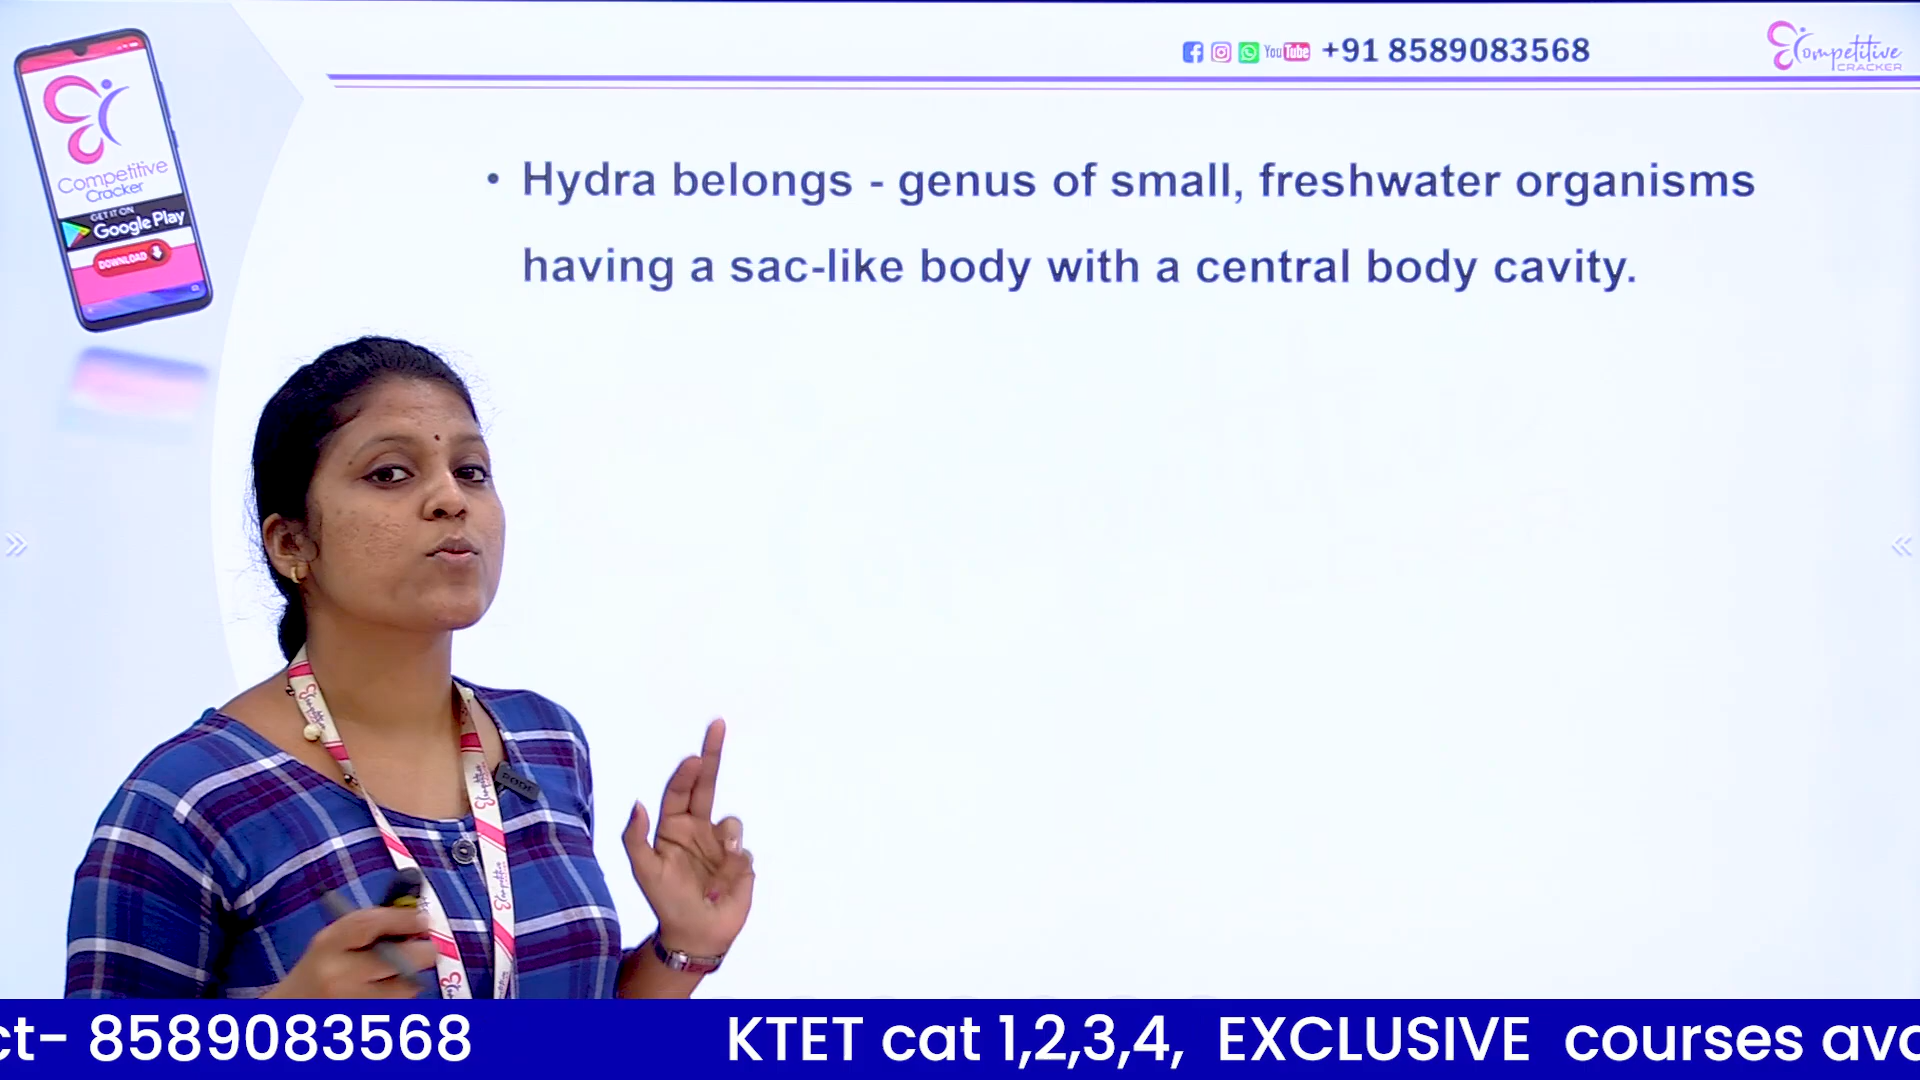 YouTube +91 8589083568
Competitive
CRACKER
Competitive
Cracker
GET IT ON
Google Play
DOWNLOAD
• Hydra belongs - genus of small, freshwater organisms
having a sac-like body with a central body cavity.
ct- 8589083568 KTET cat 1,2,3,4, EXCLUSIVE courses ava